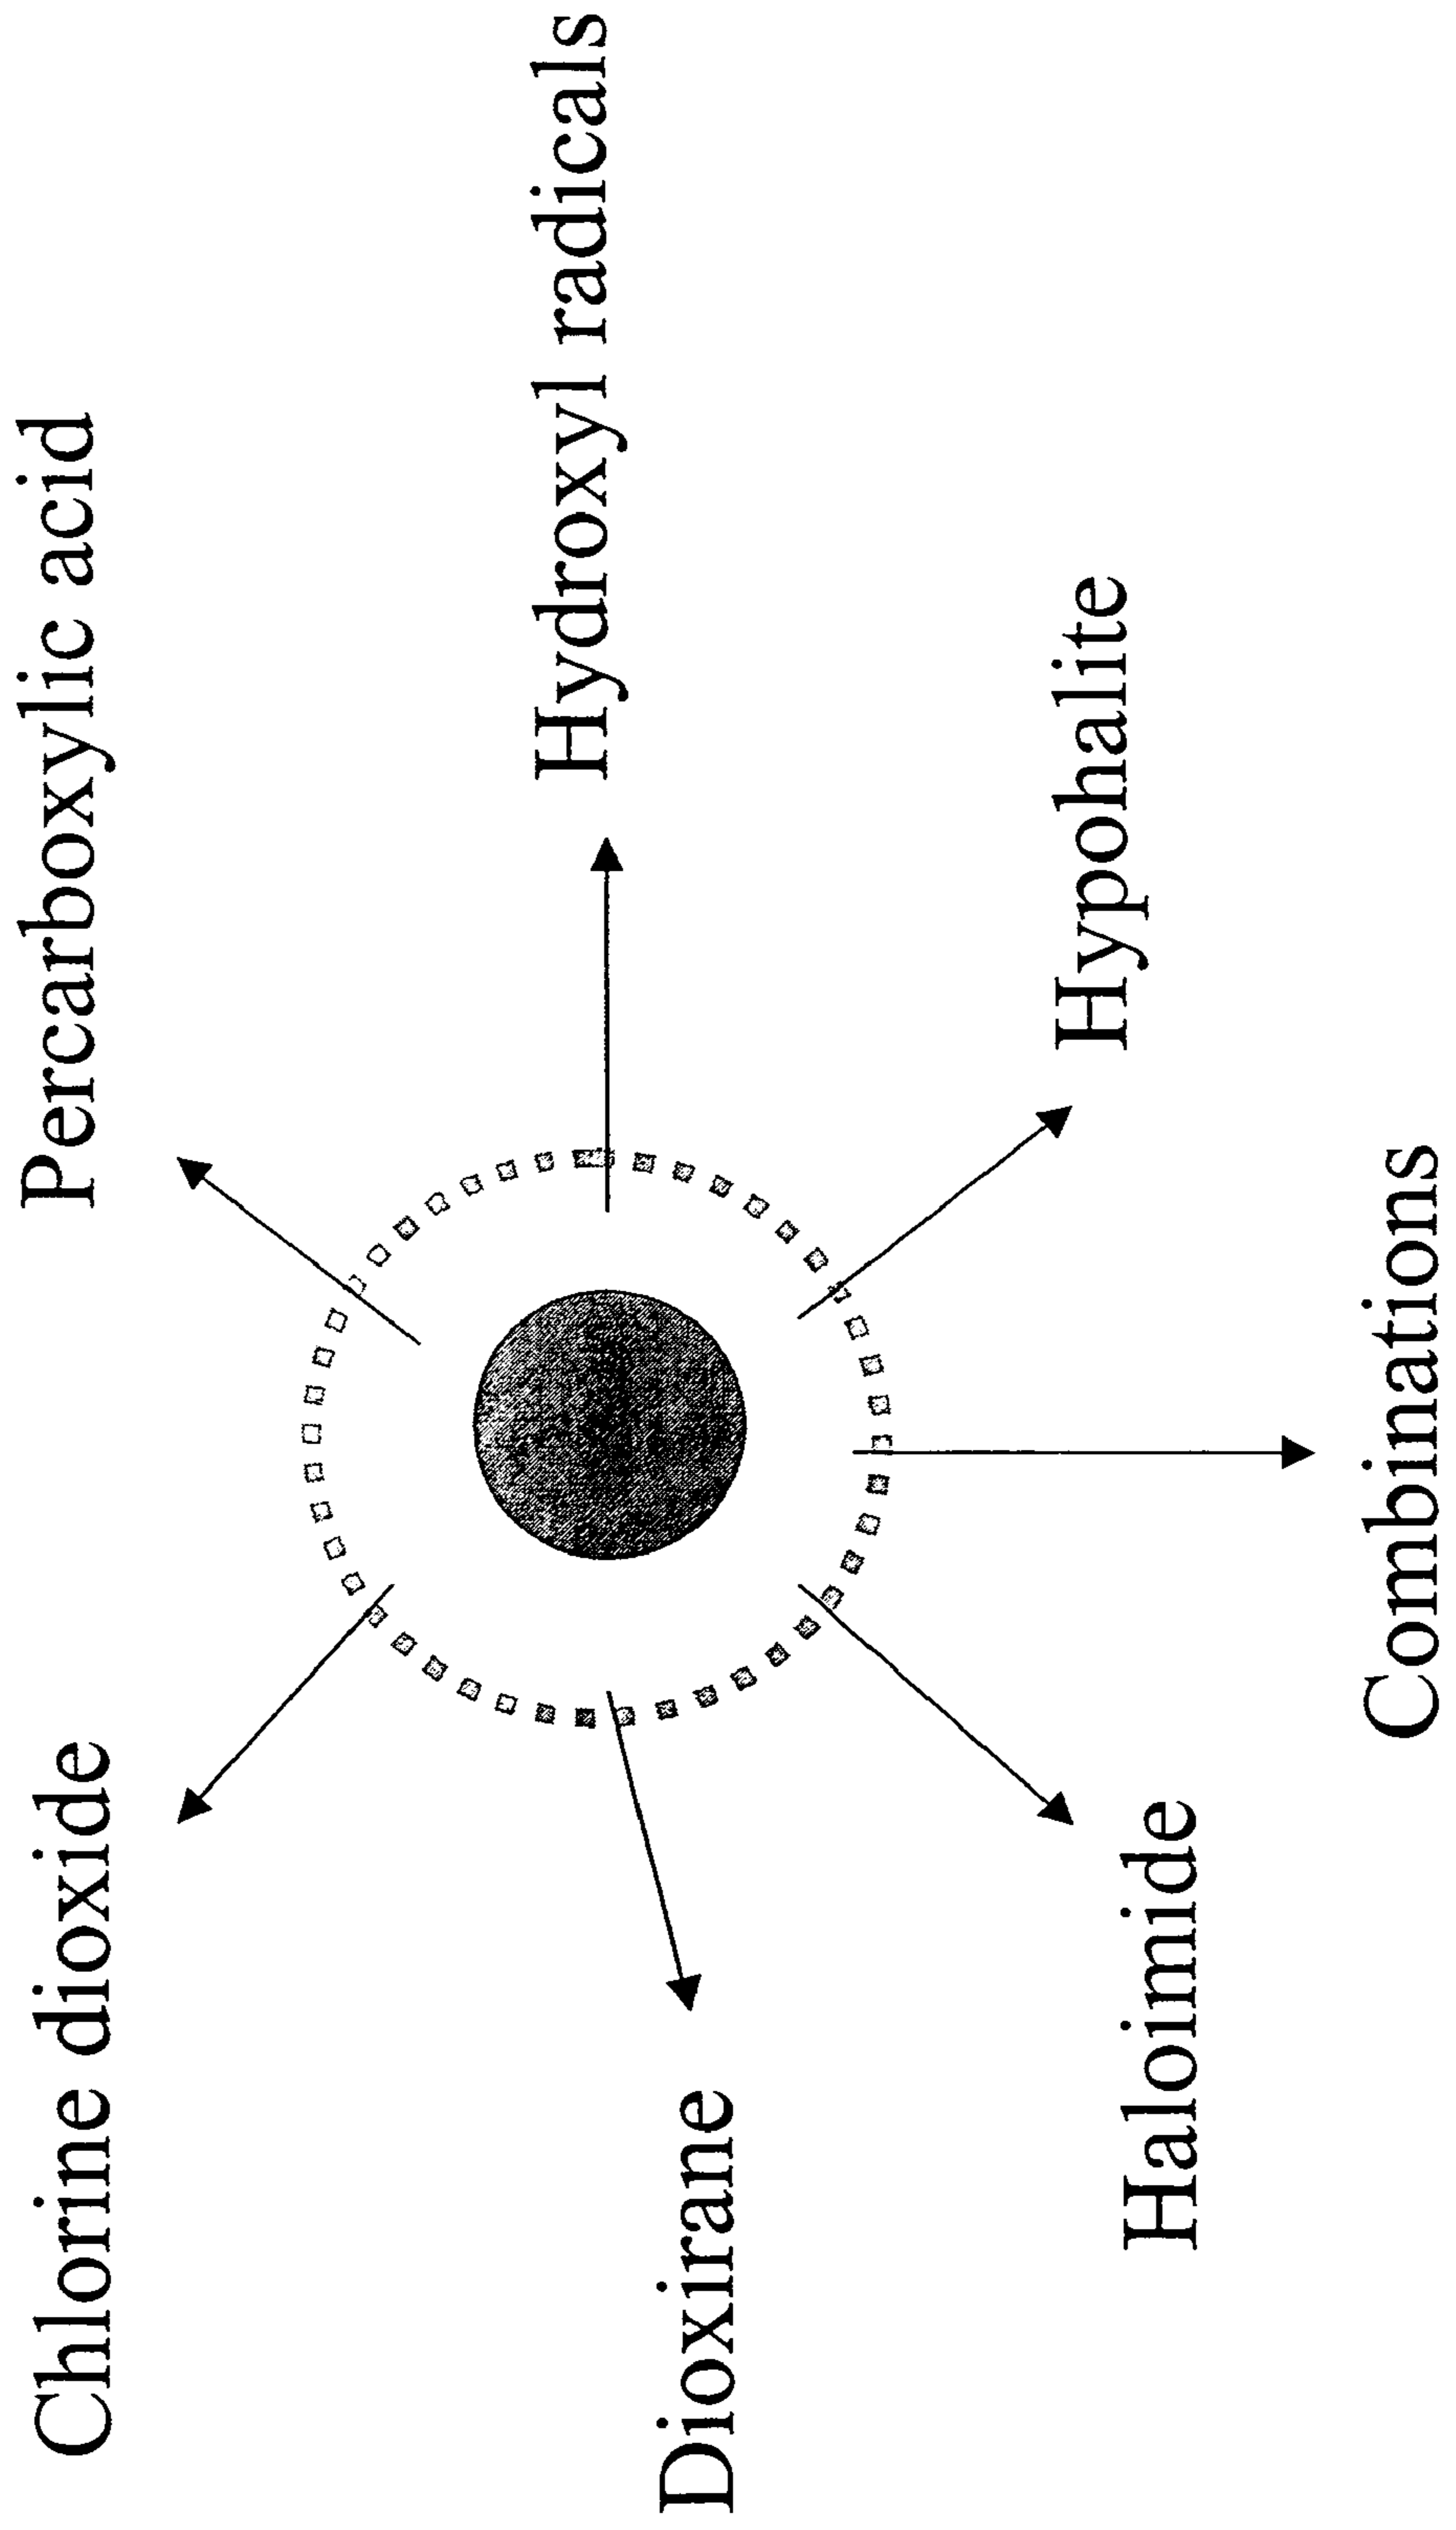 Chlorine dioxide
Percarboxylic acid
Hydroxyl radicals
Dioxirane
Hypohalite
Haloimide
Combinations